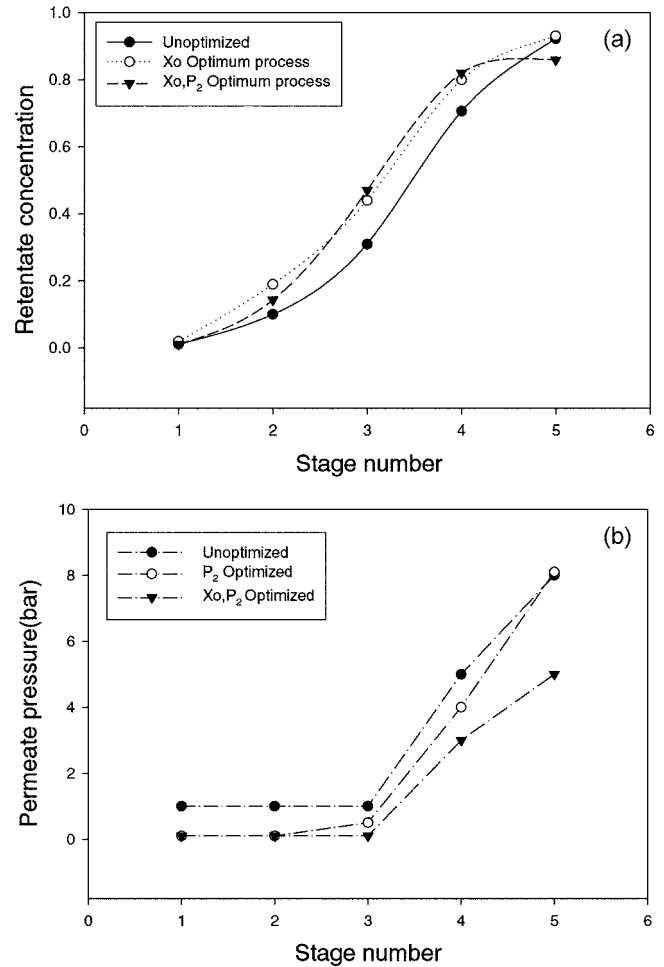 (a)
Unoptimized
Xo Optimum process
Xo,P₂ Optimum process
1.0
0.8
0.6
0.4
0.2
0.0
Retentate concentration
0 1 2 3 4 5 6
Stage number
(b)
Unoptimized
P₂ Optimized
Xo,P₂ Optimized
10
8
6
4
2
0
Permeate pressure(bar)
0 1 2 3 4 5 6
Stage number